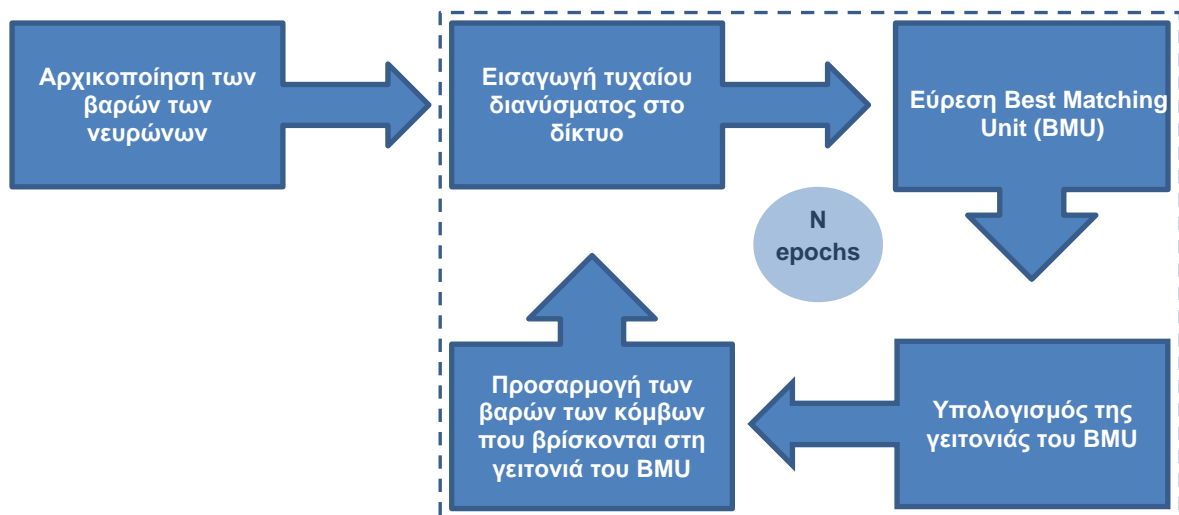 Αρχικοποίηση των
βαρών των
νευρώνων
Εισαγωγή τυχαίου
διανύσματος στο
δίκτυο
Εύρεση Best Matching
Unit (BMU)
N
epochs
Υπολογισμός της
γειτονιάς του BMU
Προσαρμογή των
βαρών των κόμβων
που βρίσκονται στη
γειτονιά του BMU